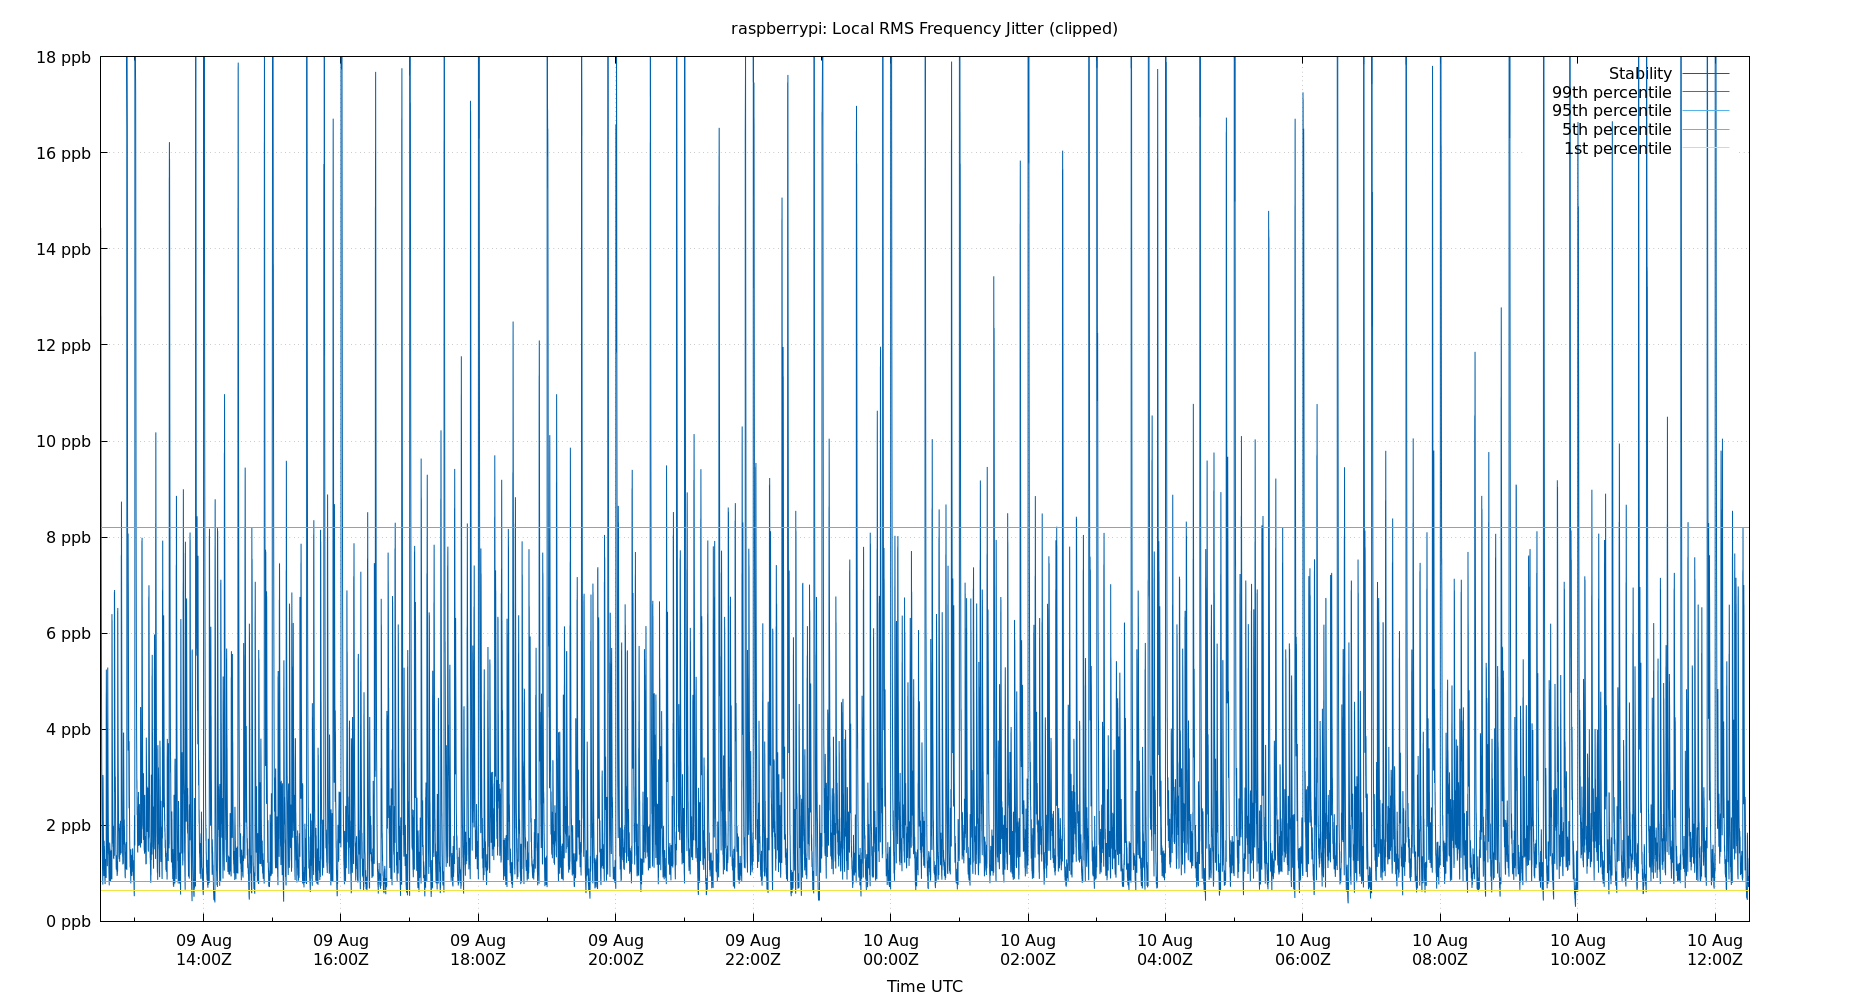 raspberrypi: Local RMS Frequency Jitter (clipped)
18 ppb
16 ppb
14 ppb
12 ppb
10 ppb
8 ppb
6 ppb
4 ppb
2 ppb
0 ppb
Stability
99th percentile
95th percentile
5th percentile
1st percentile
09 Aug 09 Aug 09 Aug 09 Aug 09 Aug 10 Aug 10 Aug 10 Aug 10 Aug 10 Aug 10 Aug 10 Aug
14:00Z 16:00Z 18:00Z 20:00Z 22:00Z 00:00Z 02:00Z 04:00Z 06:00Z 08:00Z 10:00Z 12:00Z
Time UTC